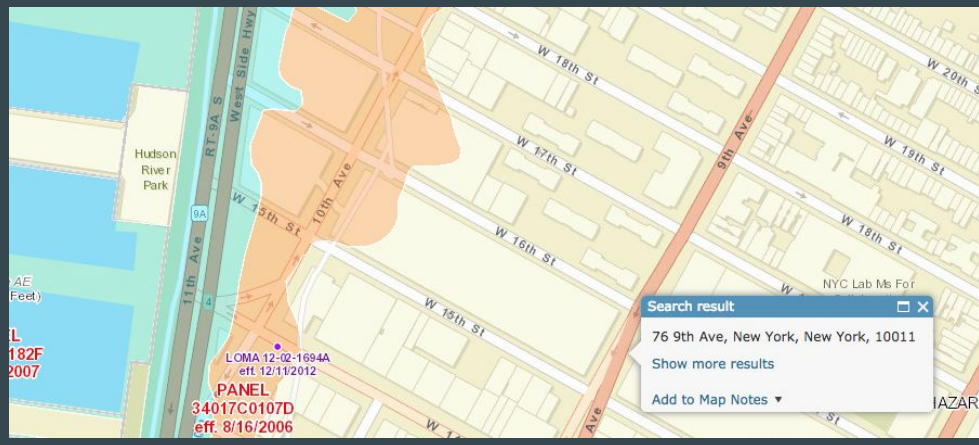 West Side Hwy
RT-9A S
11th Ave
9A
4
Hudson
River
Park
W 18th St
W 20th St
W 19th St
W 17th St
W 18th St
9th Ave
10th Ave
W 15th St
W 16th St
W 15th St
Ave
NYC Lab Ms For
AE
Feet)
182F
2007
LOMA 12-02-1694A
eff. 12/11/2012
PANEL
34017C0107D
eff. 8/16/2006
Search result
76 9th Ave, New York, New York, 10011
Show more results
Add to Map Notes